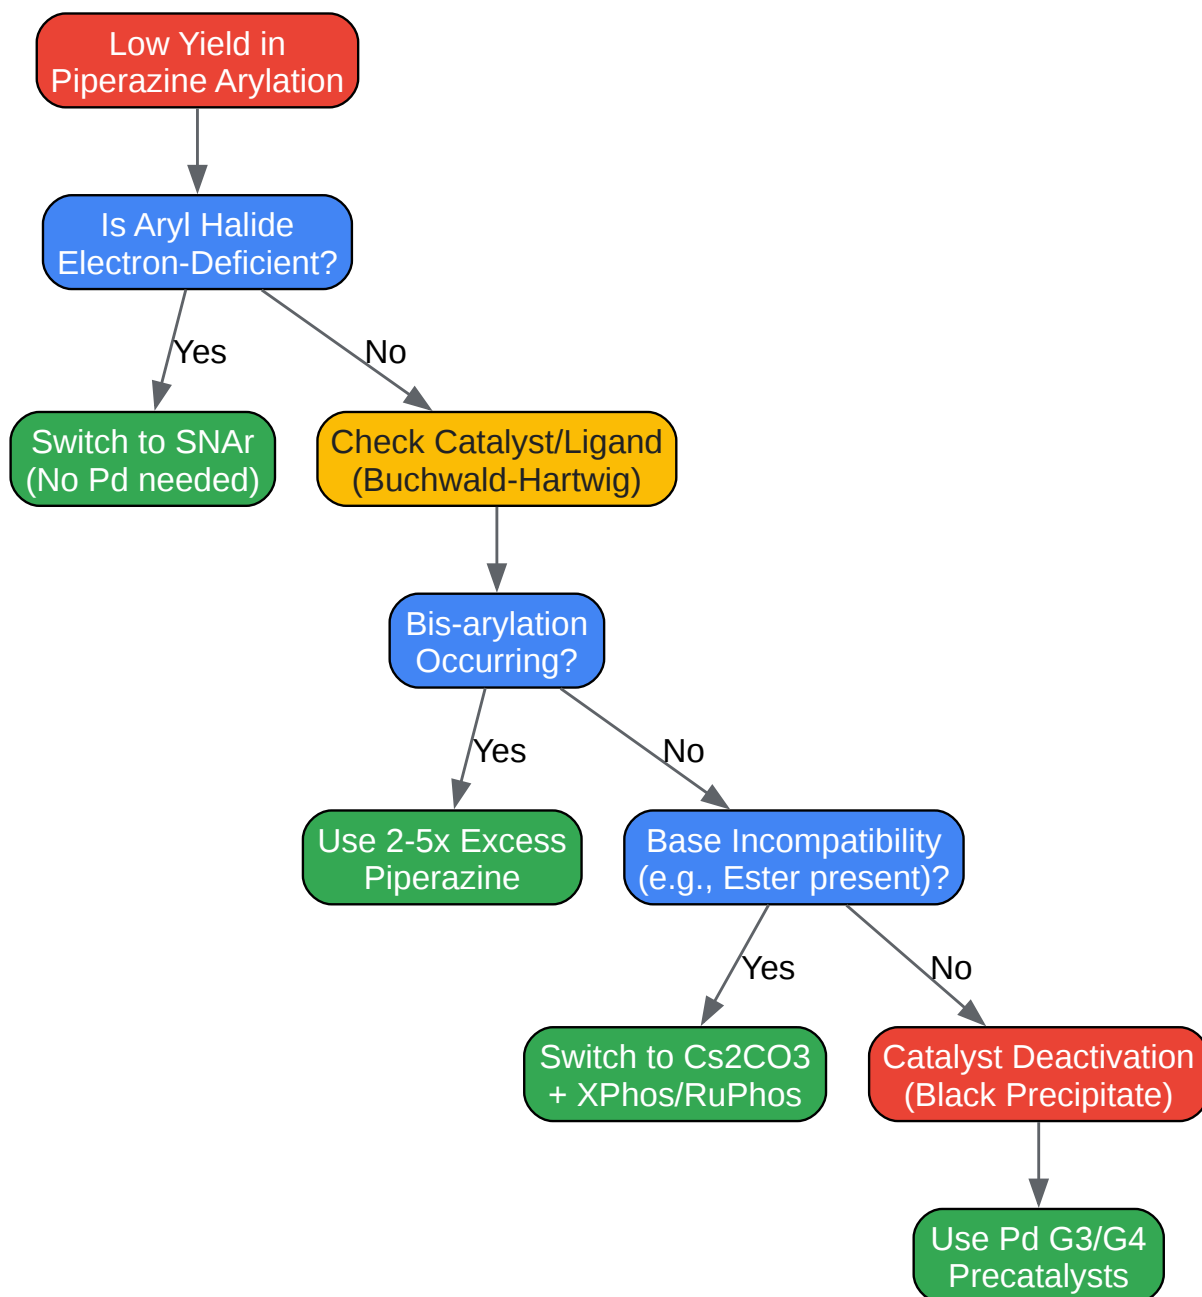 Low Yield in
Piperazine Arylation
Is Aryl Halide
Electron-Deficient?
Yes
No
Switch to SNAr
(No Pd needed)
Check Catalyst/Ligand
(Buchwald-Hartwig)
Bis-arylation
Occurring?
Yes
No
Use 2-5x Excess
Piperazine
Base Incompatibility
(e.g., Ester present)?
Yes
No
Switch to Cs2CO3
+ XPhos/RuPhos
Catalyst Deactivation
(Black Precipitate)
Use Pd G3/G4
Precatalysts